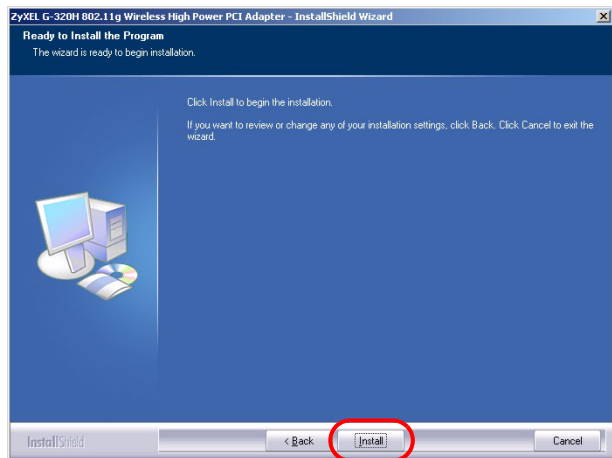 ZyXEL G-320H 802.11g Wireless High Power PCI Adapter - InstallShield Wizard
Ready to Install the Program
The wizard is ready to begin installation.
Click Install to begin the installation.
If you want to review or change any of your installation settings, click Back. Click Cancel to exit the
wizard.
InstallShield
< Back
Install
Cancel